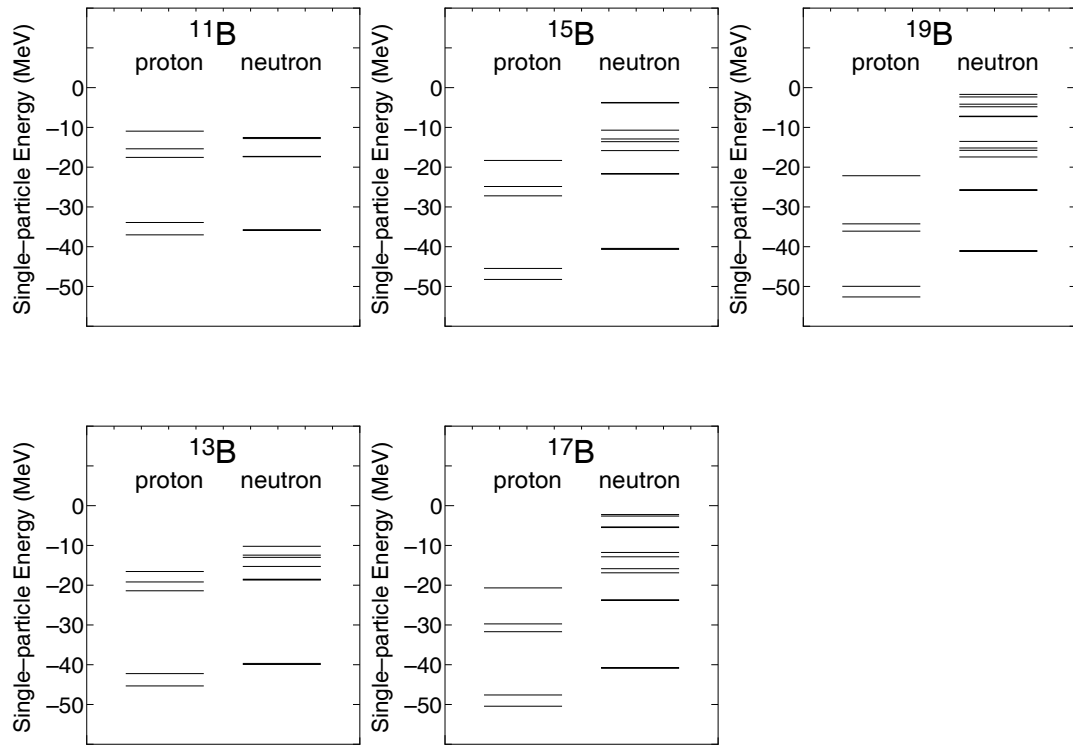 ¹¹B
proton neutron
Single–particle Energy (MeV)
0
–10
–20
–30
–40
–50
¹⁵B
proton neutron
Single–particle Energy (MeV)
0
–10
–20
–30
–40
–50
¹⁹B
proton neutron
Single–particle Energy (MeV)
0
–10
–20
–30
–40
–50
¹³B
proton neutron
Single–particle Energy (MeV)
0
–10
–20
–30
–40
–50
¹⁷B
proton neutron
Single–particle Energy (MeV)
0
–10
–20
–30
–40
–50